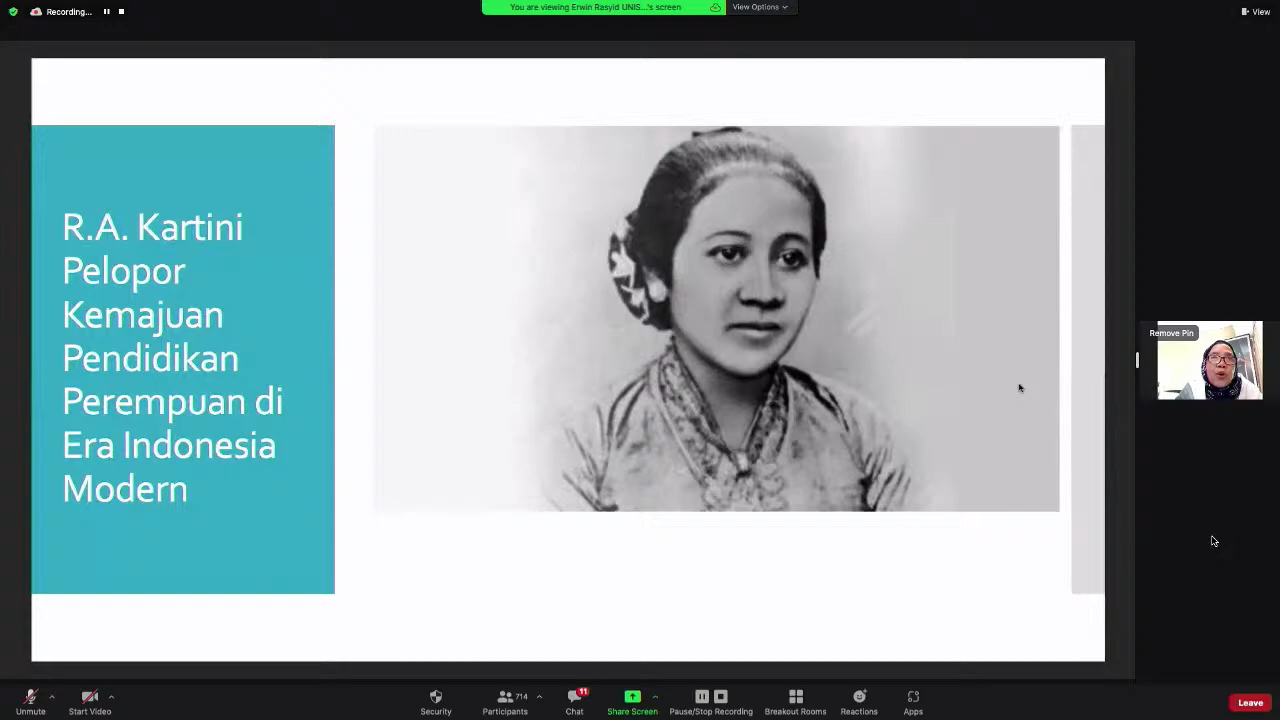 Recording...
You are viewing Erwin Rasyid UNIS...'s screen
View Options
View
R.A. Kartini
Pelopor
Kemajuan
Pendidikan
Perempuan di
Era Indonesia
Modern
Remove Pin
Unmute
Start Video
Security
Participants
714
Chat
11
Share Screen
Pause/Stop Recording
Breakout Rooms
Reactions
Apps
Leave